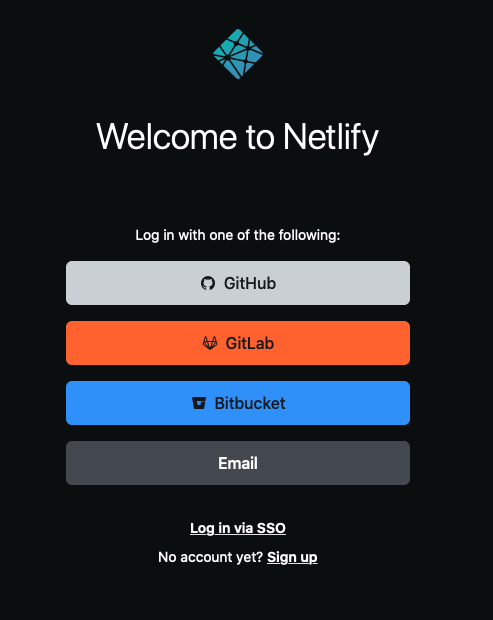 Welcome to Netlify
Log in with one of the following:
GitHub
GitLab
Bitbucket
Email
Log in via SSO
No account yet? Sign up